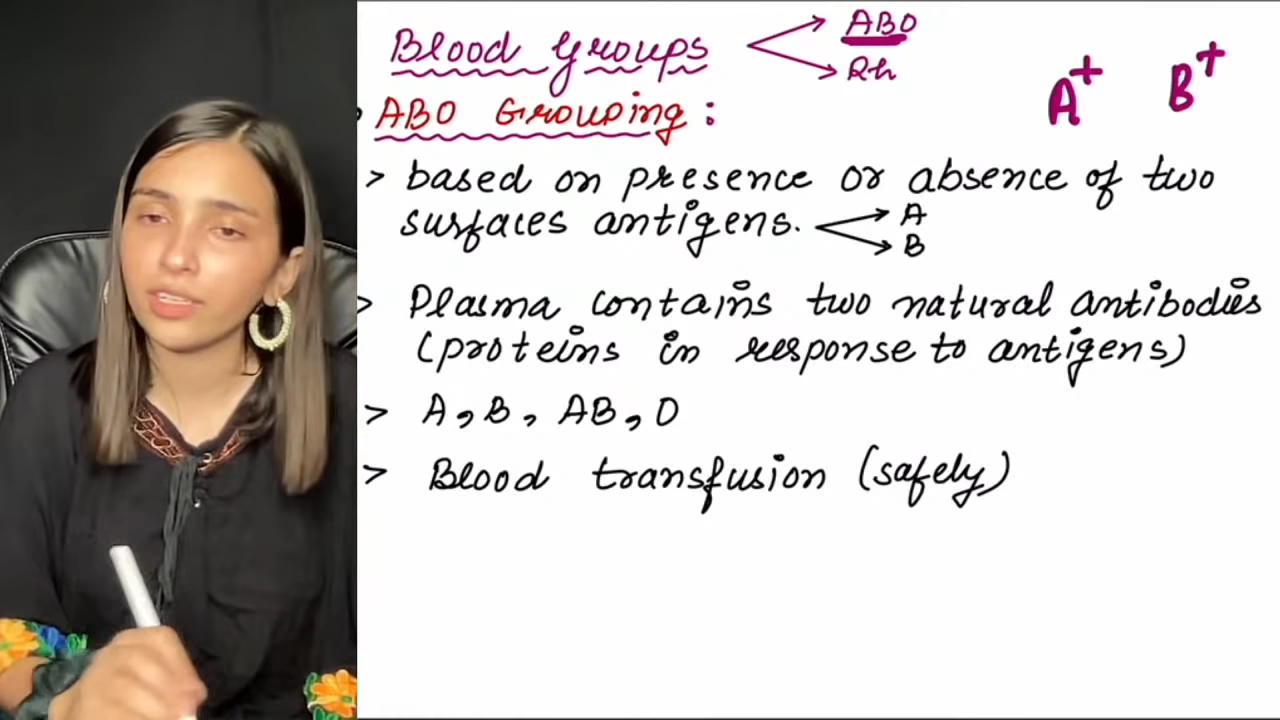 Blood Groups
ABO
Rh
A+ B+
ABO Grouping :
> based on presence or absence of two
surfaces antigens.
A
B
> Plasma contains two natural antibodies
(proteins in response to antigens)
> A, B, AB, O
> Blood transfusion (safely)